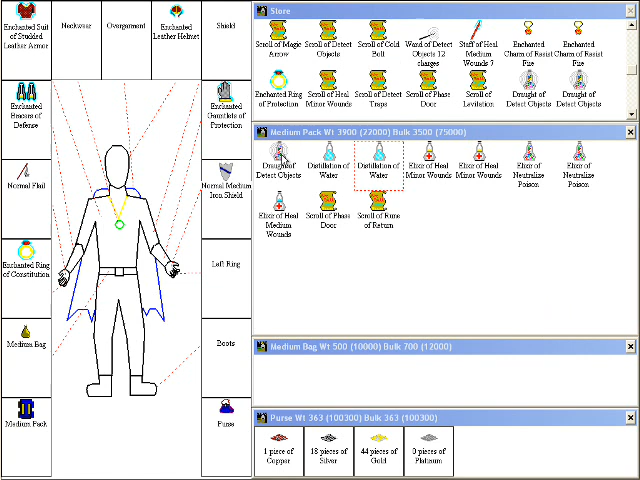 Enchanted Suit
of Studded
Leather Armor
Neckwear
Overgarment
Enchanted
Leather Helmet
Shield
Enchanted
Bracers of
Defense
Enchanted
Gauntlets of
Protection
Normal Flail
Normal Medium
Iron Shield
Enchanted Ring
of Constitution
Left Ring
Medium Bag
Boots
Medium Pack
Purse
Store
Scroll of Magic
Arrow
Scroll of Detect
Objects
Scroll of Cold
Boll
Wand of Detect
Objects 12
charges
Staff of Heal
Medium
Wounds 7
Enchanted
Charm of Resist
Fire
Enchanted
Charm of Resist
Fire
Enchanted Ring
of Protection
Scroll of Heal
Minor Wounds
Scroll of Detect
Traps
Scroll of Phase
Door
Scroll of
Levitation
Draught of
Detect Objects
Draught of
Detect Objects
Medium Pack Wt 3900 (22000) Bulk 3500 (75000)
Draught of
Detect Objects
Distillation of
Water
Distillation of
Water
Elixir of Heal
Minor Wounds
Elixir of Heal
Minor Wounds
Elixir of
Neutralize
Poison
Elixir of
Neutralize
Poison
Elixir of Heal
Medium
Wounds
Scroll of Phase
Door
Scroll of Rune
of Return
Medium Bag Wt 500 (10000) Bulk 700 (12000)
Purse Wt 363 (100300) Bulk 363 (100300)
1 piece of
Copper
18 pieces of
Silver
44 pieces of
Gold
0 pieces of
Platinum